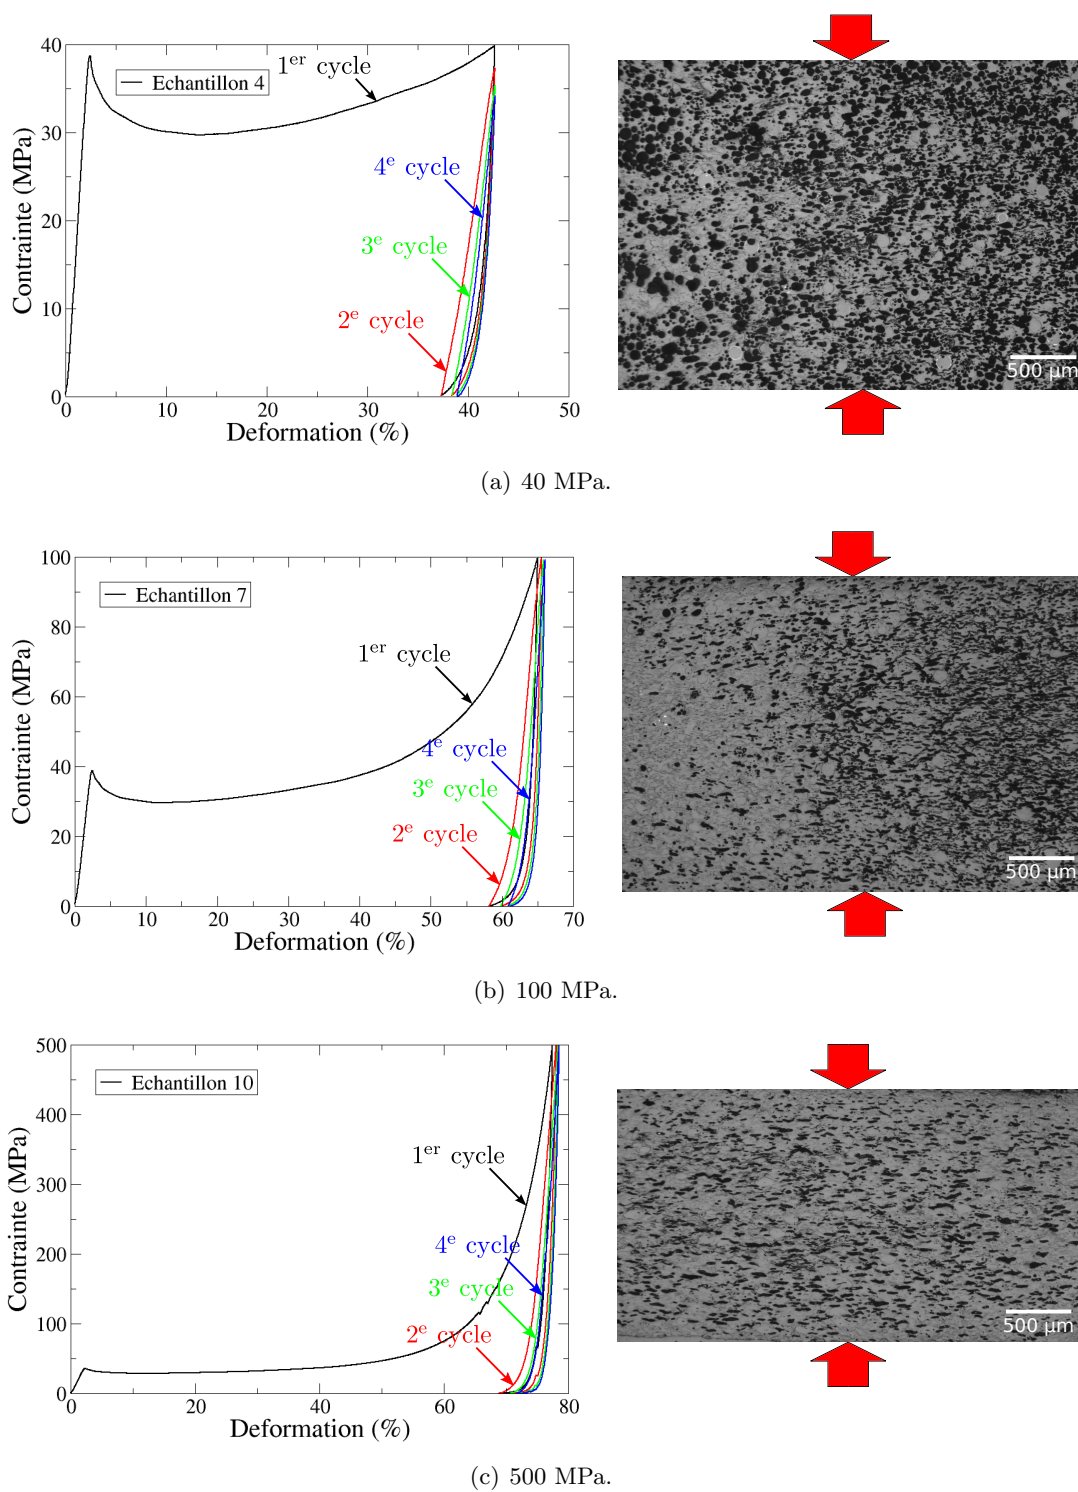 40
30
20
10
0
Contrainte (MPa)
Echantillon 4
1er cycle
4e cycle
3e cycle
2e cycle
0 10 20 30 40 50
Deformation (%)
500 µm
(a) 40 MPa.
100
80
60
40
20
0
Contrainte (MPa)
Echantillon 7
1er cycle
4e cycle
3e cycle
2e cycle
0 10 20 30 40 50 60 70
Deformation (%)
500 µm
(b) 100 MPa.
500
400
300
200
100
0
Contrainte (MPa)
Echantillon 10
1er cycle
4e cycle
3e cycle
2e cycle
0 20 40 60 80
Deformation (%)
500 µm
(c) 500 MPa.